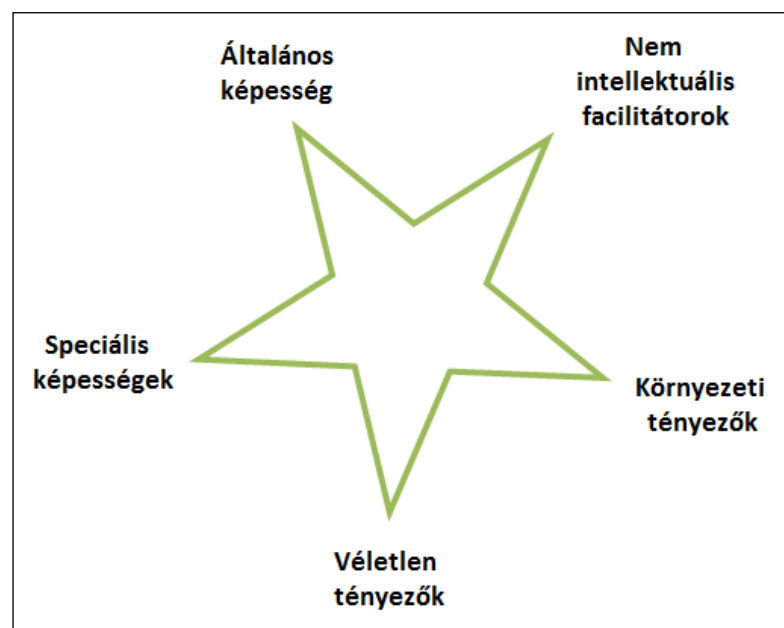 Általános
képesség
Nem
intellektuális
facilitátorok
Speciális
képességek
Környezeti
tényezők
Véletlen
tényezők